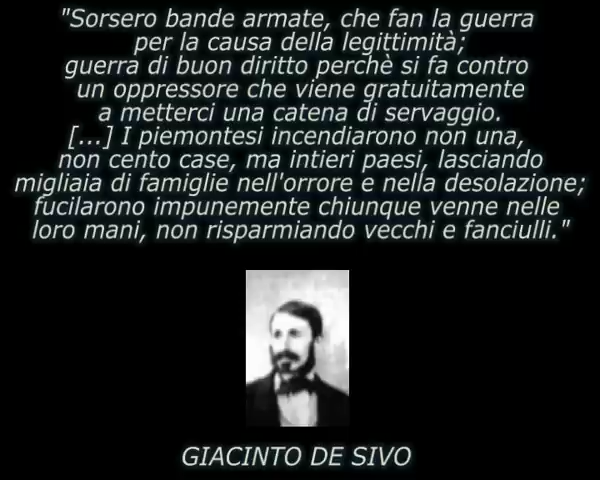 "Sorsero bande armate, che fan la guerra
per la causa della legittimità;
guerra di buon diritto perchè si fa contro
un oppressore che viene gratuitamente
a metterci una catena di servaggio.
[...] I piemontesi incendiarono non una,
non cento case, ma intieri paesi, lasciando
migliaia di famiglie nell'orrore e nella desolazione;
fucilarono impunemente chiunque venne nelle
loro mani, non risparmiando vecchi e fanciulli."
GIACINTO DE SIVO